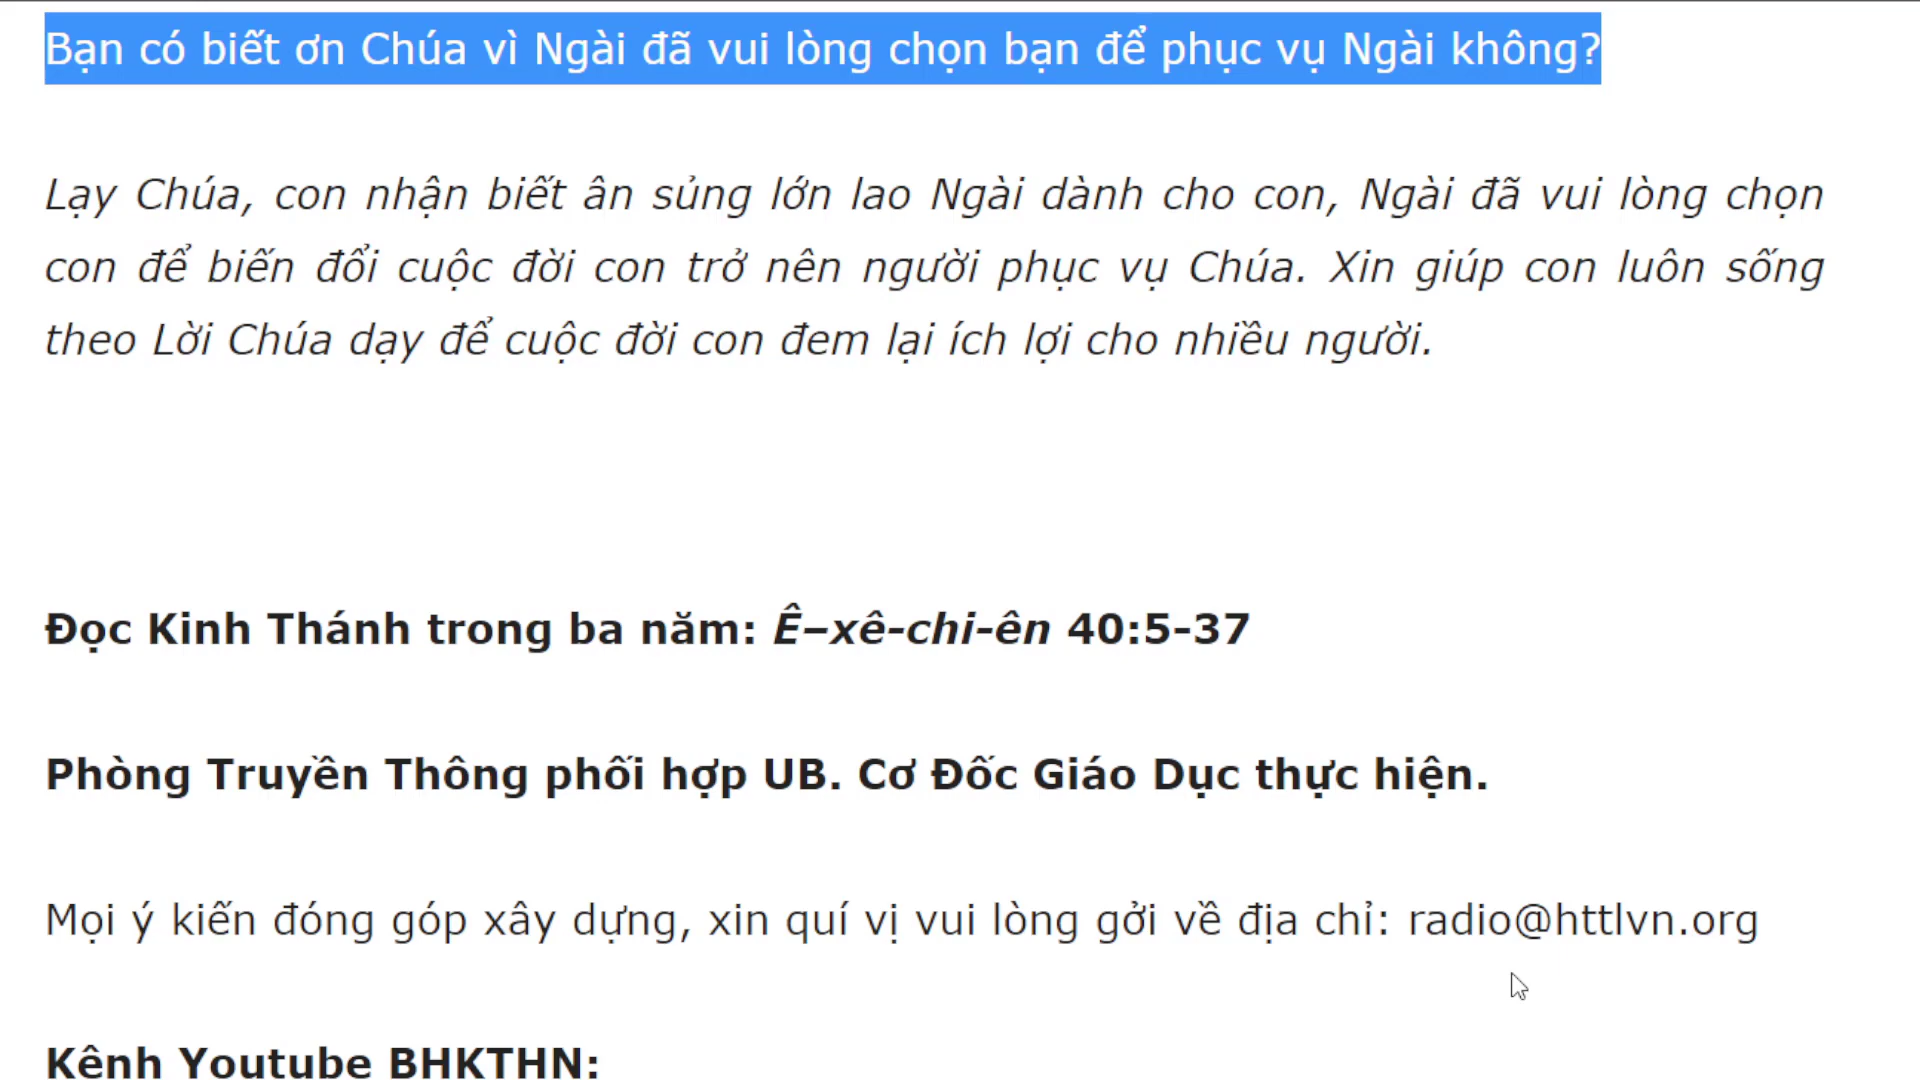 Bạn có biết ơn Chúa vì Ngài đã vui lòng chọn bạn để phục vụ Ngài không?
Lạy Chúa, con nhận biết ân sủng lớn lao Ngài dành cho con, Ngài đã vui lòng chọn
con để biến đổi cuộc đời con trở nên người phục vụ Chúa. Xin giúp con luôn sống
theo Lời Chúa dạy để cuộc đời con đem lại ích lợi cho nhiều người.
Đọc Kinh Thánh trong ba năm: Ê–xê-chi-ên 40:5-37
Phòng Truyền Thông phối hợp UB. Cơ Đốc Giáo Dục thực hiện.
Mọi ý kiến đóng góp xây dựng, xin quí vị vui lòng gởi về địa chỉ: radio@httlvn.org
Kênh Youtube BHKTHN: